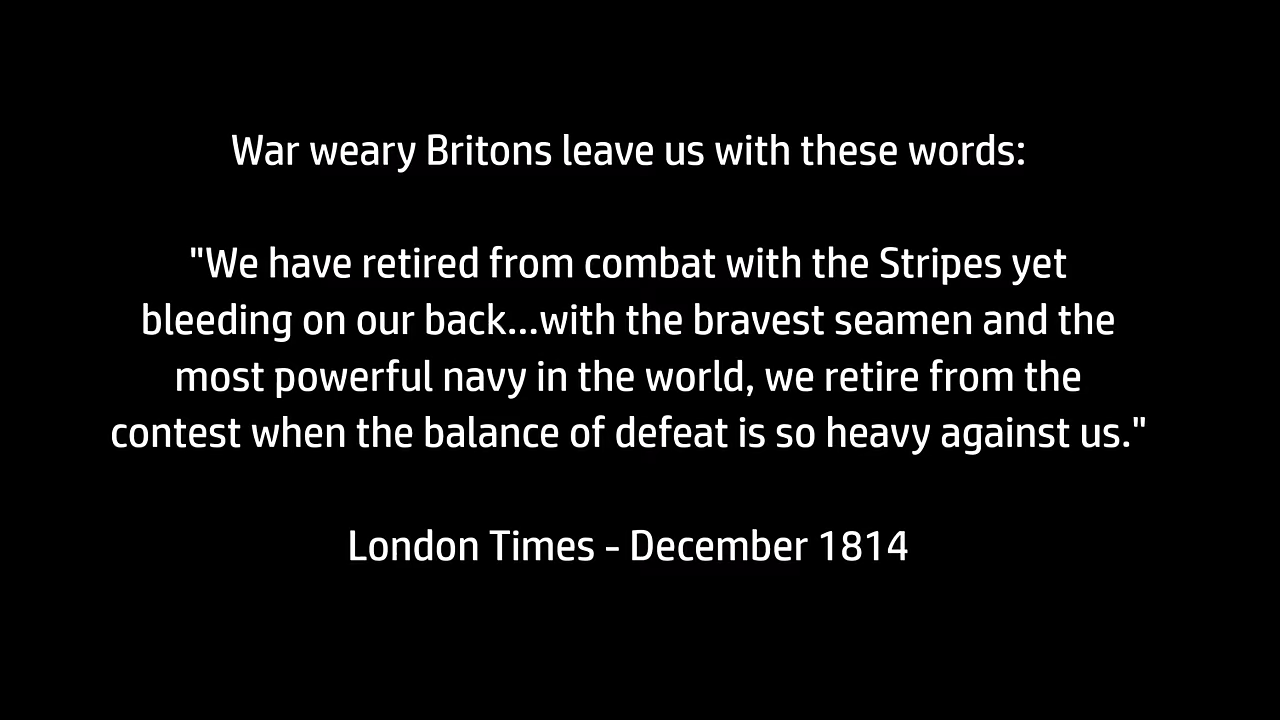 War weary Britons leave us with these words:
"We have retired from combat with the Stripes yet
bleeding on our back...with the bravest seamen and the
most powerful navy in the world, we retire from the
contest when the balance of defeat is so heavy against us."
London Times - December 1814